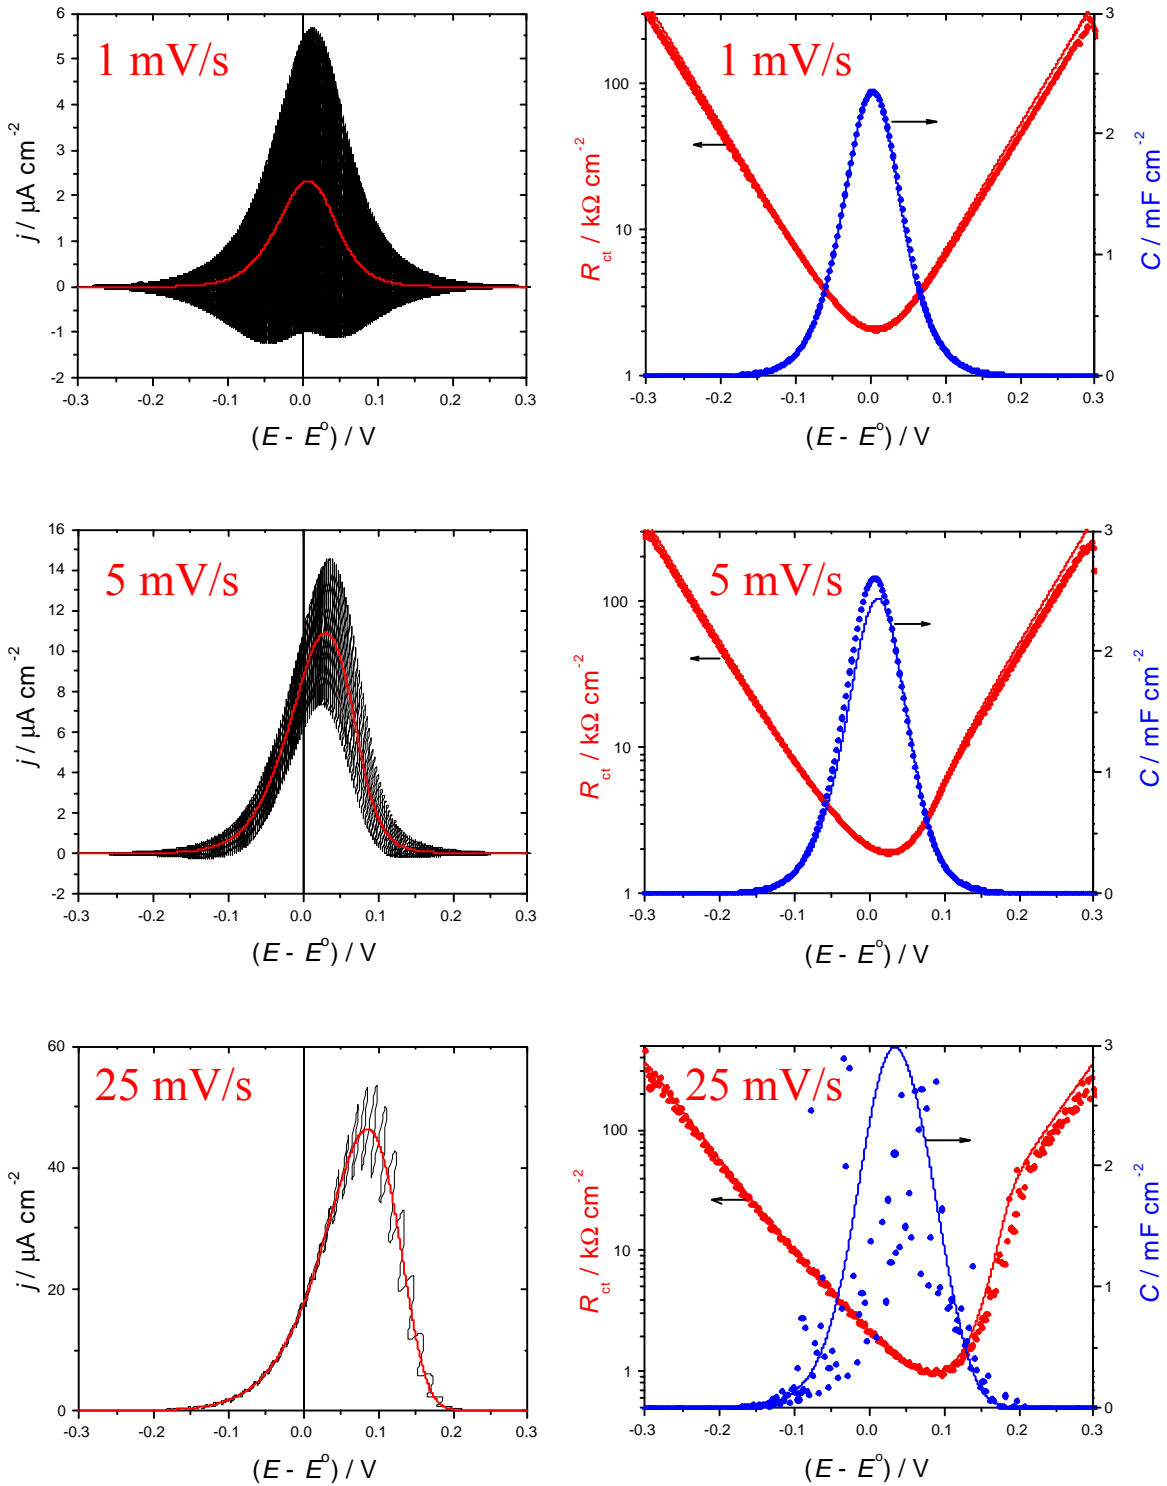 6
5
4
3
2
1
0
-1
-2
1 mV/s
j / µA cm⁻²
-0.3 -0.2 -0.1 0.0 0.1 0.2 0.3
(E - Eº) / V
100
10
1
1 mV/s
R ct / kΩ cm⁻²
3
2
1
0
C / mF cm⁻²
-0.3 -0.2 -0.1 0.0 0.1 0.2 0.3
(E - Eº) / V
16
14
12
10
8
6
4
2
0
-2
5 mV/s
j / µA cm⁻²
-0.3 -0.2 -0.1 0.0 0.1 0.2 0.3
(E - Eº) / V
100
10
1
5 mV/s
R ct / kΩ cm⁻²
3
2
1
0
C / mF cm⁻²
-0.3 -0.2 -0.1 0.0 0.1 0.2 0.3
(E - Eº) / V
60
40
20
0
25 mV/s
j / µA cm⁻²
-0.3 -0.2 -0.1 0.0 0.1 0.2 0.3
(E - Eº) / V
100
10
1
25 mV/s
R ct / kΩ cm⁻²
3
2
1
0
C / mF cm⁻²
-0.3 -0.2 -0.1 0.0 0.1 0.2 0.3
(E - Eº) / V